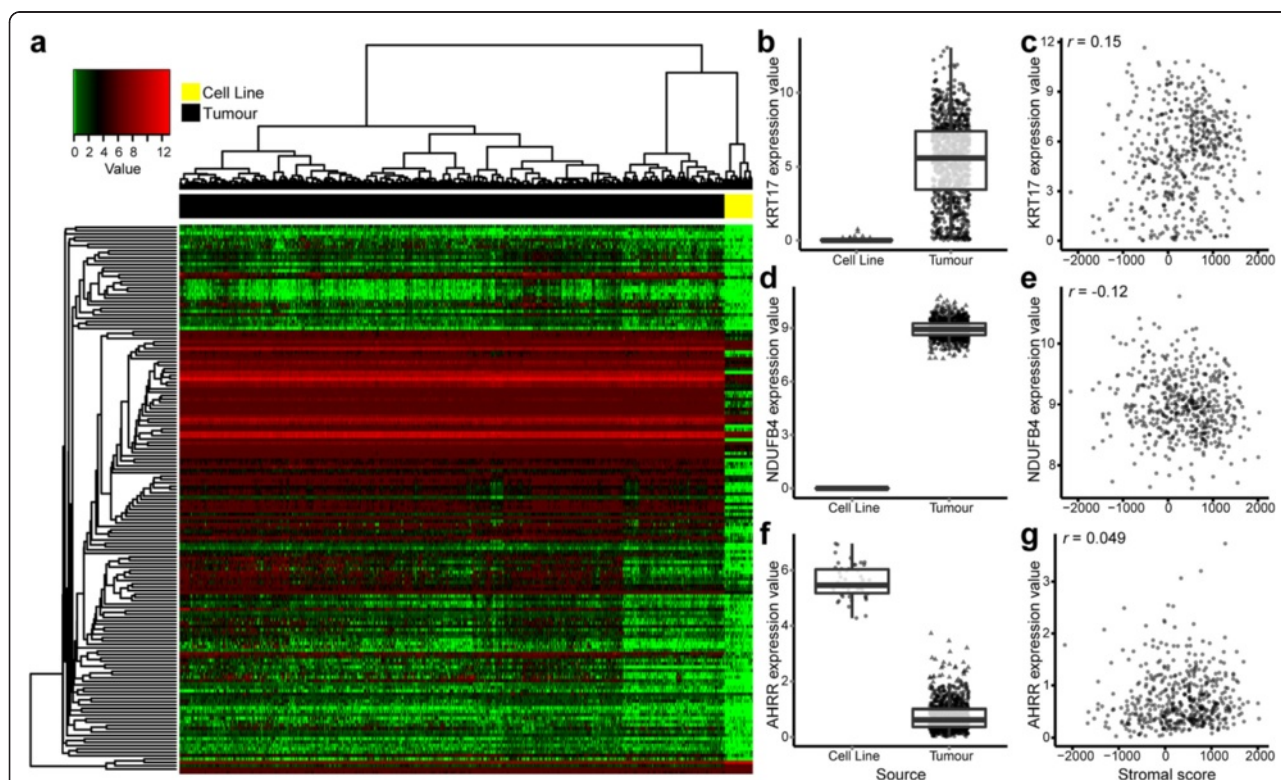 a
0 2 4 6 8 12
Value
Cell Line
Tumour
b
KRT17 expression value
10
5
0
Cell Line Tumour
c
r = 0.15
KRT17 expression value
12
9
6
3
0
−2000 −1000 0 1000 2000
d
NDUFB4 expression value
9
6
3
0
Cell Line Tumour
e
r = -0.12
NDUFB4 expression value
10
9
8
−2000 −1000 0 1000 2000
f
AHRR expression value
6
4
2
0
Cell Line Tumour
Source
g
r = 0.049
AHRR expression value
3
2
1
0
−2000 −1000 0 1000 2000
Stromal score